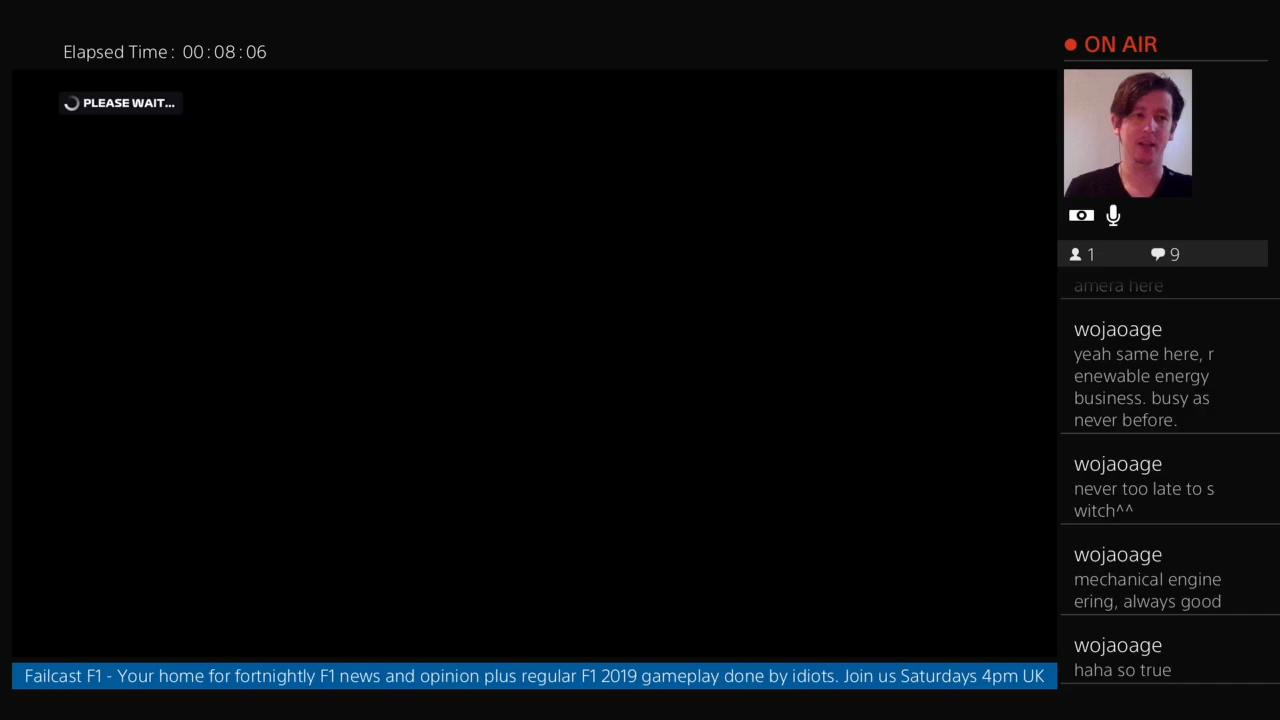 Elapsed Time: 00:08:06
ON AIR
PLEASE WAIT...
1 9
amera here
wojaoage
yeah same here, r
enewable energy
business. busy as
never before.
wojaoage
never too late to s
witch^^
wojaoage
mechanical engine
ering, always good
wojaoage
haha so true
Failcast F1 - Your home for fortnightly F1 news and opinion plus regular F1 2019 gameplay done by idiots. Join us Saturdays 4pm UK